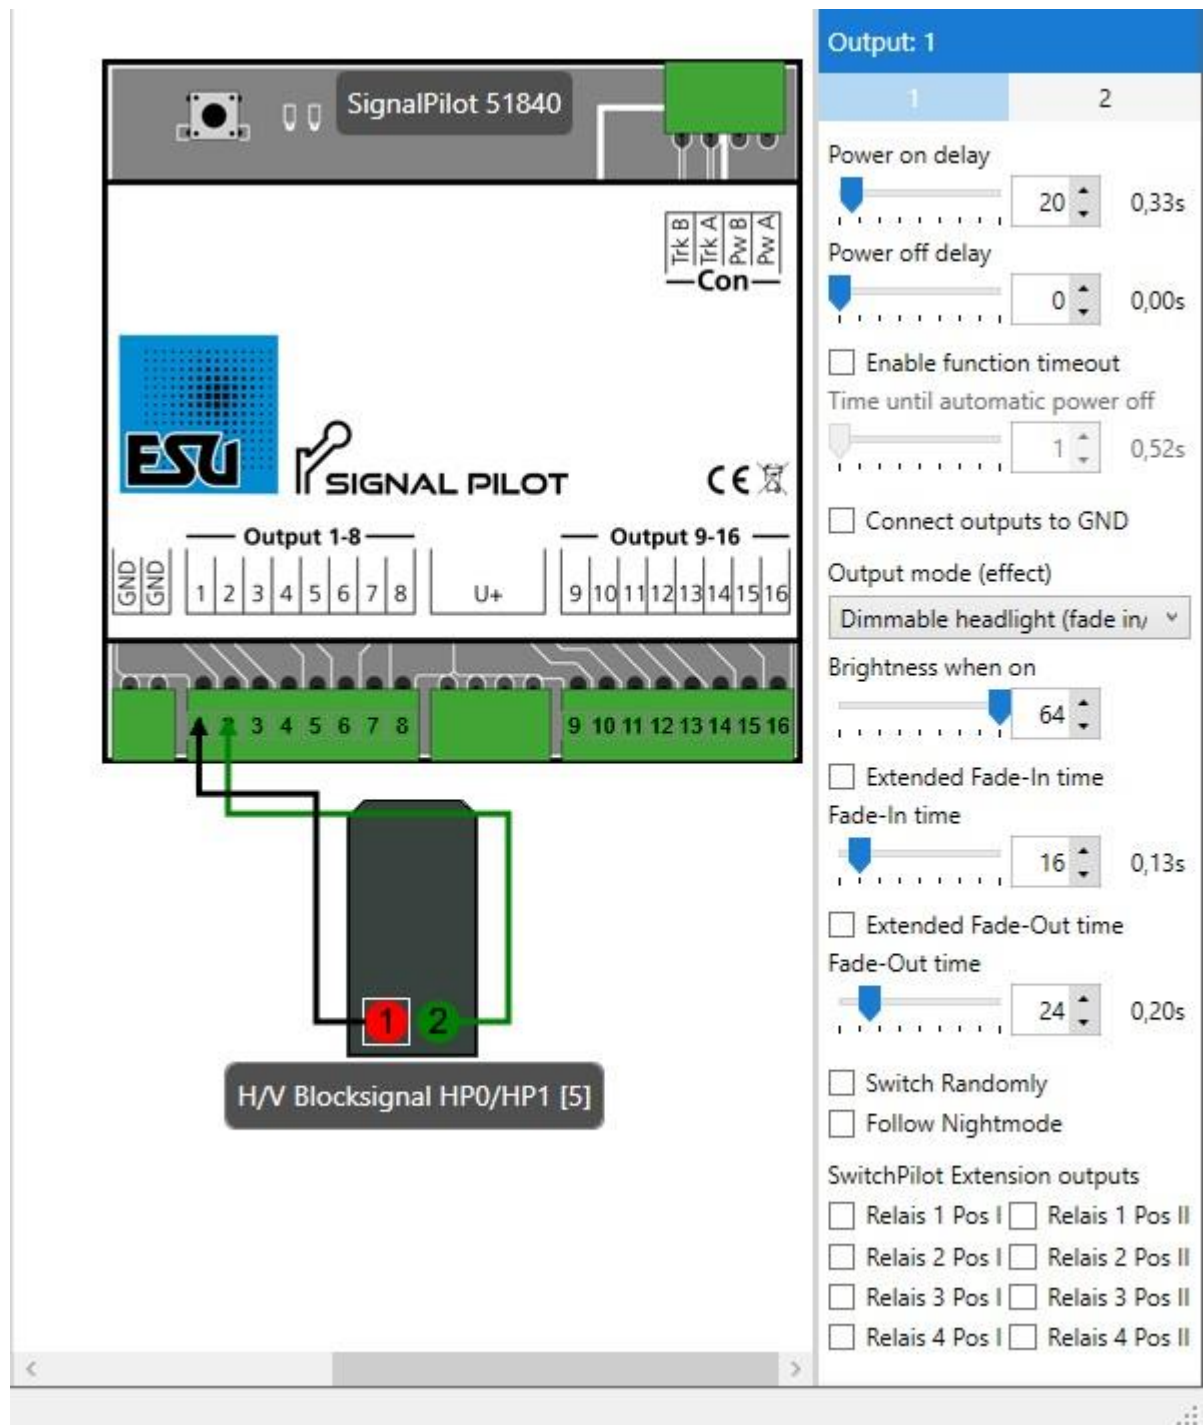 SignalPilot 51840
Trk B
Trk A
Pw B
Pw A
Con
ESU
SIGNAL PILOT
CE
Output 1-8
Output 9-16
GND
GND
1 2 3 4 5 6 7 8
U+
9 10 11 12 13 14 15 16
1 2 3 4 5 6 7 8
9 10 11 12 13 14 15 16
1 2
H/V Blocksignal HP0/HP1 [5]
Output: 1
1 2
Power on delay
20 0,33s
Power off delay
0 0,00s
Enable function timeout
Time until automatic power off
1 0,52s
Connect outputs to GND
Output mode (effect)
Dimmable headlight (fade in/
Brightness when on
64
Extended Fade-In time
Fade-In time
16 0,13s
Extended Fade-Out time
Fade-Out time
24 0,20s
Switch Randomly
Follow Nightmode
SwitchPilot Extension outputs
Relais 1 Pos I Relais 1 Pos II
Relais 2 Pos I Relais 2 Pos II
Relais 3 Pos I Relais 3 Pos II
Relais 4 Pos I Relais 4 Pos II